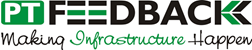 PT FEEDBACK
Making Infrastructure Happen